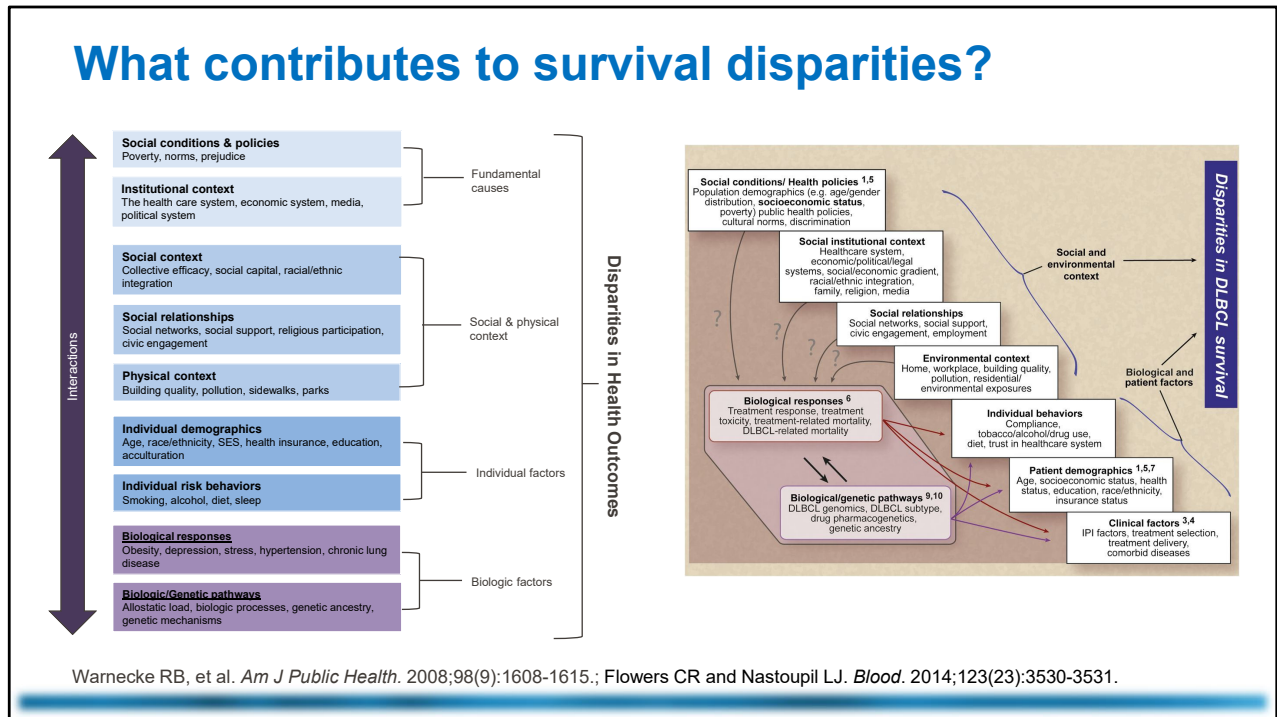 What contributes to survival disparities?
Interactions
Social conditions & policies
Poverty, norms, prejudice
Institutional context
The health care system, economic system, media,
political system
Social context
Collective efficacy, social capital, racial/ethnic
integration
Social relationships
Social networks, social support, religious participation,
civic engagement
Physical context
Building quality, pollution, sidewalks, parks
Individual demographics
Age, race/ethnicity, SES, health insurance, education,
acculturation
Individual risk behaviors
Smoking, alcohol, diet, sleep
Biological responses
Obesity, depression, stress, hypertension, chronic lung
disease
Biologic/Genetic pathways
Allostatic load, biologic processes, genetic ancestry,
genetic mechanisms
Fundamental
causes
Social & physical
context
Individual factors
Biologic factors
Disparities in Health Outcomes
Social conditions/ Health policies 1,5
Population demographics (e.g. age/gender
distribution, socioeconomic status,
poverty) public health policies,
cultural norms, discrimination
Social institutional context
Healthcare system,
economic/political/legal
systems, social/economic gradient,
racial/ethnic integration,
family, religion, media
Social relationships
Social networks, social support,
civic engagement, employment
Environmental context
Home, workplace, building quality,
pollution, residential/
environmental exposures
Individual behaviors
Compliance,
tobacco/alcohol/drug use,
diet, trust in healthcare system
Patient demographics 1,5,7
Age, socioeconomic status, health
status, education, race/ethnicity,
insurance status
Clinical factors 3,4
IPI factors, treatment selection,
treatment delivery,
comorbid diseases
? ? ? ?
Biological responses 6
Treatment response, treatment
toxicity, treatment-related mortality,
DLBCL-related mortality
Biological/genetic pathways 9,10
DLBCL genomics, DLBCL subtype,
drug pharmacogenetics,
genetic ancestry
Social and
environmental
context
Biological and
patient factors
Disparities in DLBCL survival
Warnecke RB, et al. Am J Public Health. 2008;98(9):1608-1615.; Flowers CR and Nastoupil LJ. Blood. 2014;123(23):3530-3531.